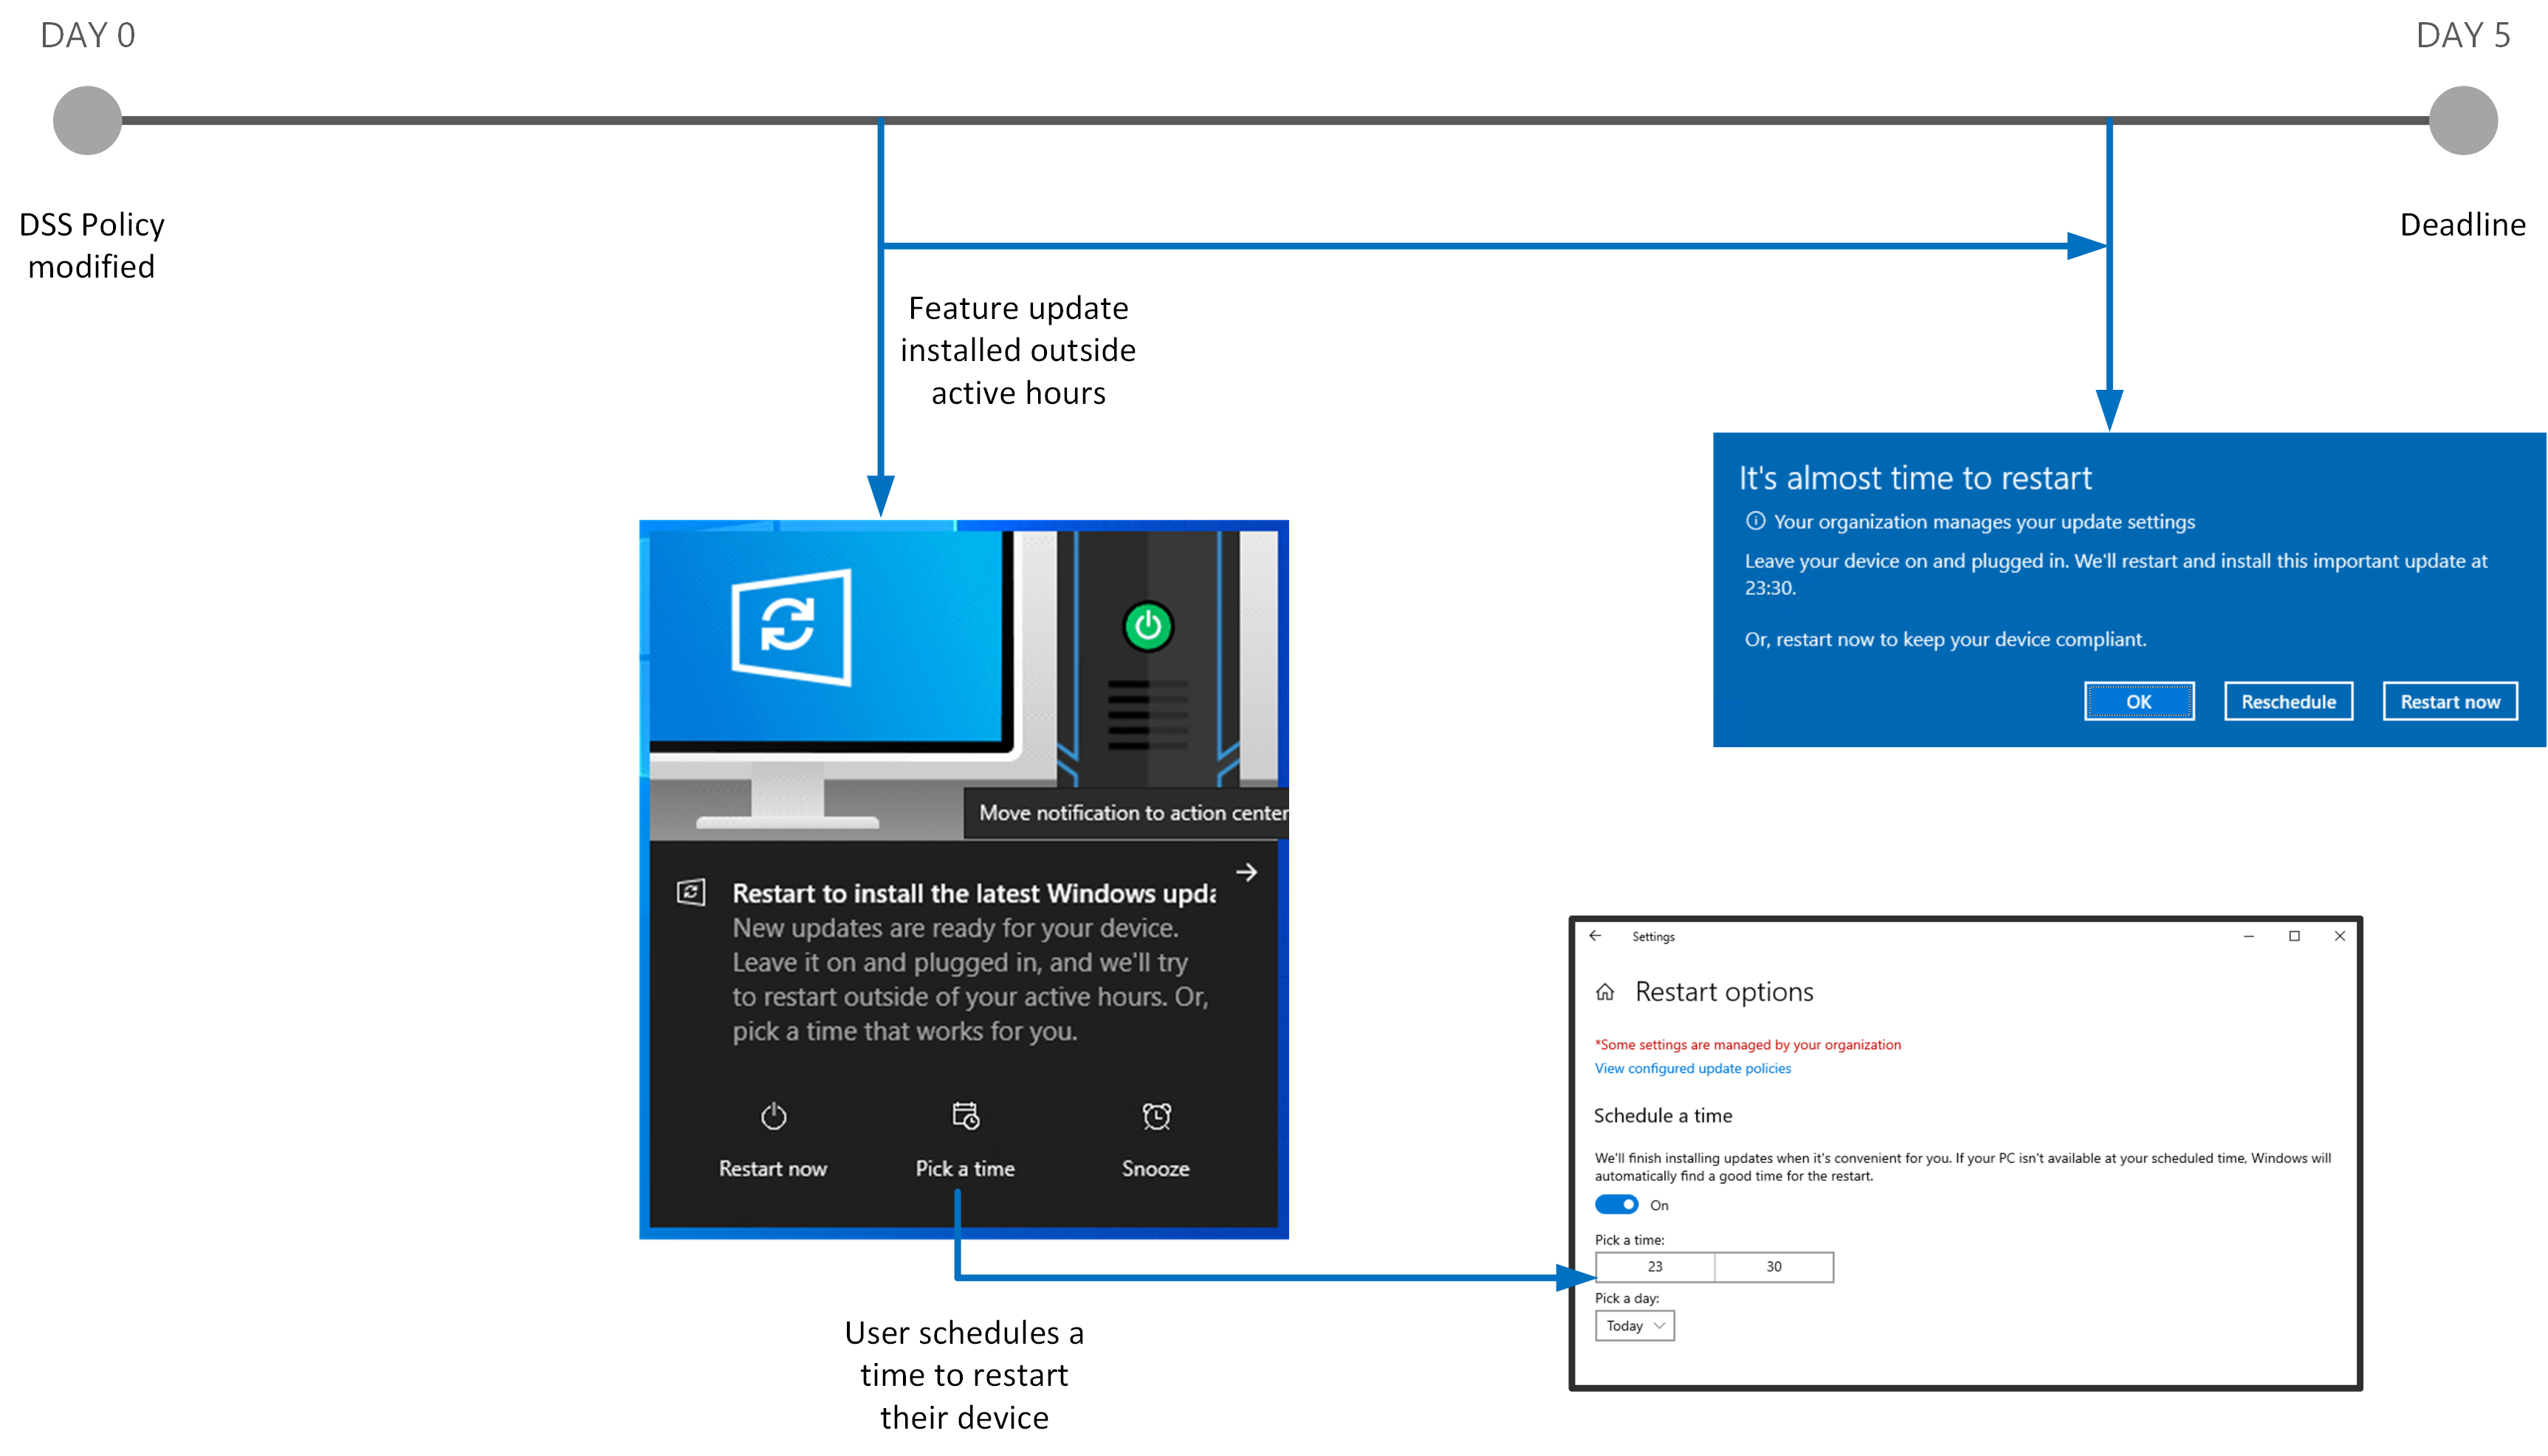 DAY 0
DAY 5
DSS Policy
modified
Deadline
Feature update
installed outside
active hours
It's almost time to restart
Your organization manages your update settings
Leave your device on and plugged in. We'll restart and install this important update at
23:30.
Or, restart now to keep your device compliant.
OK
Reschedule
Restart now
Move notification to action center
Restart to install the latest Windows upda
New updates are ready for your device.
Leave it on and plugged in, and we'll try
to restart outside of your active hours. Or,
pick a time that works for you.
Restart now
Pick a time
Snooze
User schedules a
time to restart
their device
Settings
Restart options
*Some settings are managed by your organization
View configured update policies
Schedule a time
We'll finish installing updates when it's convenient for you. If your PC isn't available at your scheduled time, Windows will
automatically find a good time for the restart.
On
Pick a time:
23 30
Pick a day:
Today